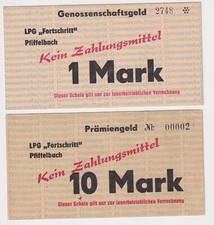 Genossenschaftsgeld 2748 ※
LPG „Fortschritt"
Pfiffelbach
Kein Zahlungsmittel
1 Mark
Dieser Schein gilt nur zur innerbetrieblichen Verrechnung
Prämiengeld № 00002
LPG „Fortschritt"
Pfiffelbach
Kein Zahlungsmittel
10 Mark
Dieser Schein gilt nur zur innerbetrieblichen Verrechnung